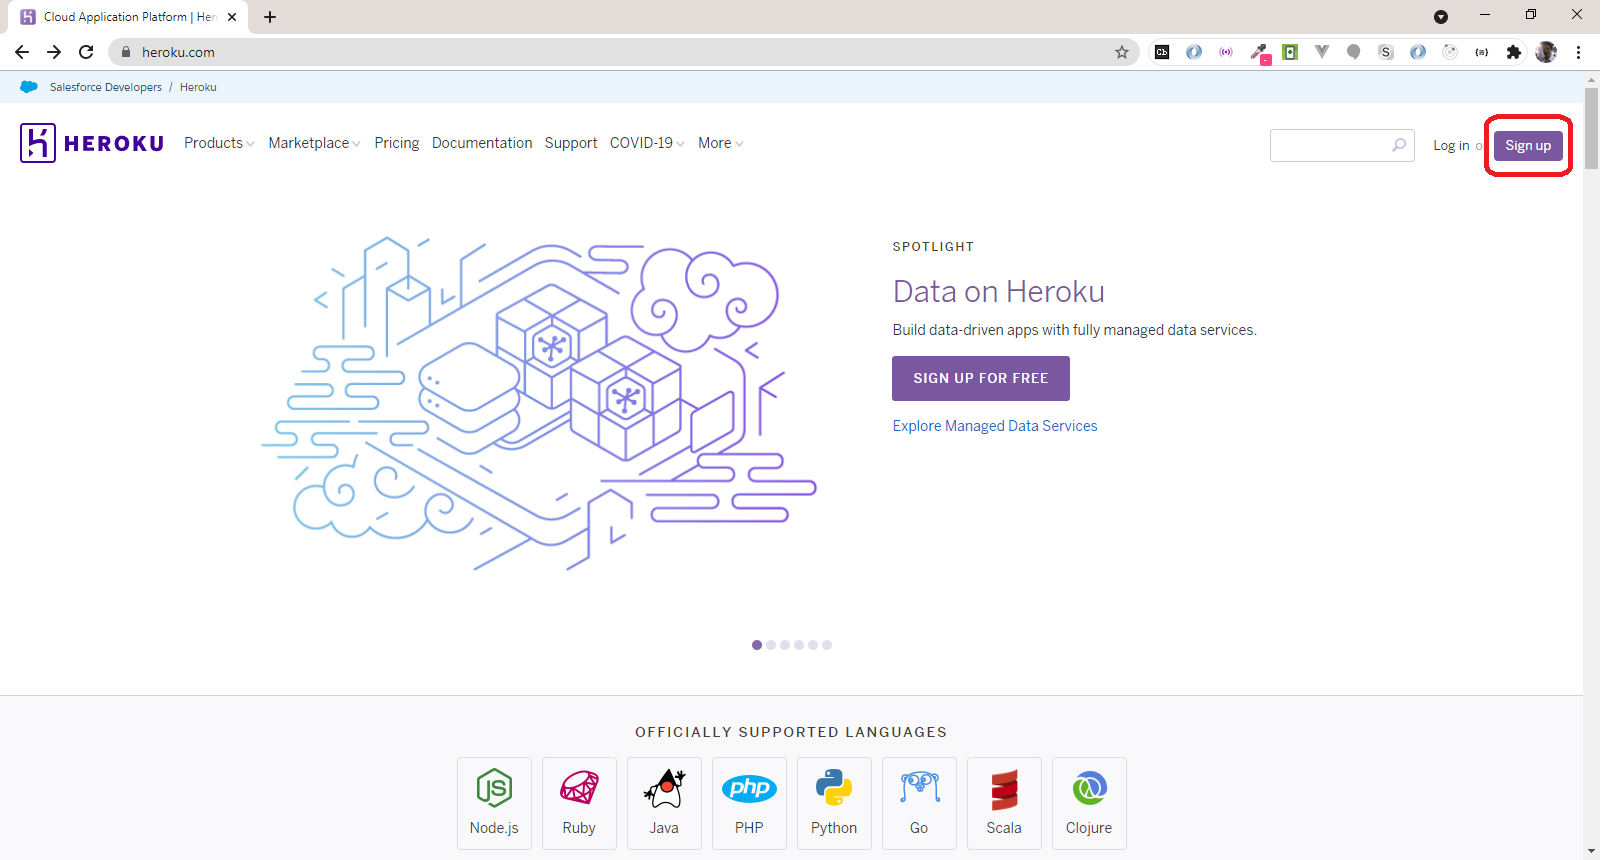 Cloud Application Platform | Her
heroku.com
Salesforce Developers / Heroku
HEROKU
Products Marketplace Pricing Documentation Support COVID-19 More
Log in o Sign up
SPOTLIGHT
Data on Heroku
Build data-driven apps with fully managed data services.
SIGN UP FOR FREE
Explore Managed Data Services
OFFICIALLY SUPPORTED LANGUAGES
JS php
Node.js Ruby Java PHP Python Go Scala Clojure